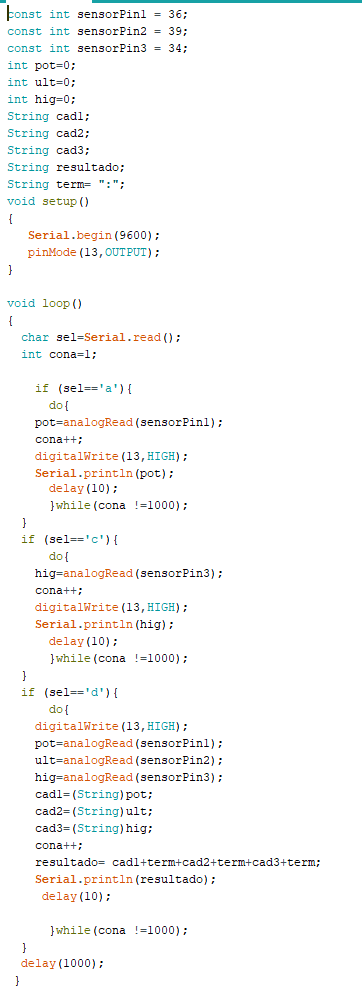 const int sensorPin1 = 36;
const int sensorPin2 = 39;
const int sensorPin3 = 34;
int pot=0;
int ult=0;
int hig=0;
String cad1;
String cad2;
String cad3;
String resultado;
String term= ":";
void setup()
{
   Serial.begin(9600);
   pinMode(13,OUTPUT);
}

void loop()
{
  char sel=Serial.read();
  int cona=1;

    if (sel=='a'){
      do{
    pot=analogRead(sensorPin1);
    cona++;
    digitalWrite(13,HIGH);
    Serial.println(pot);
      delay(10);
      }while(cona !=1000);
  }
  if (sel=='c'){
      do{
    hig=analogRead(sensorPin3);
    cona++;
    digitalWrite(13,HIGH);
    Serial.println(hig);
      delay(10);
      }while(cona !=1000);
  }
  if (sel=='d'){
      do{
    digitalWrite(13,HIGH);
    pot=analogRead(sensorPin1);
    ult=analogRead(sensorPin2);
    hig=analogRead(sensorPin3);
    cad1=(String)pot;
    cad2=(String)ult;
    cad3=(String)hig;
    cona++;
    resultado= cad1+term+cad2+term+cad3+term;
    Serial.println(resultado);
     delay(10);

      }while(cona !=1000);
  }
  delay(1000);
 }